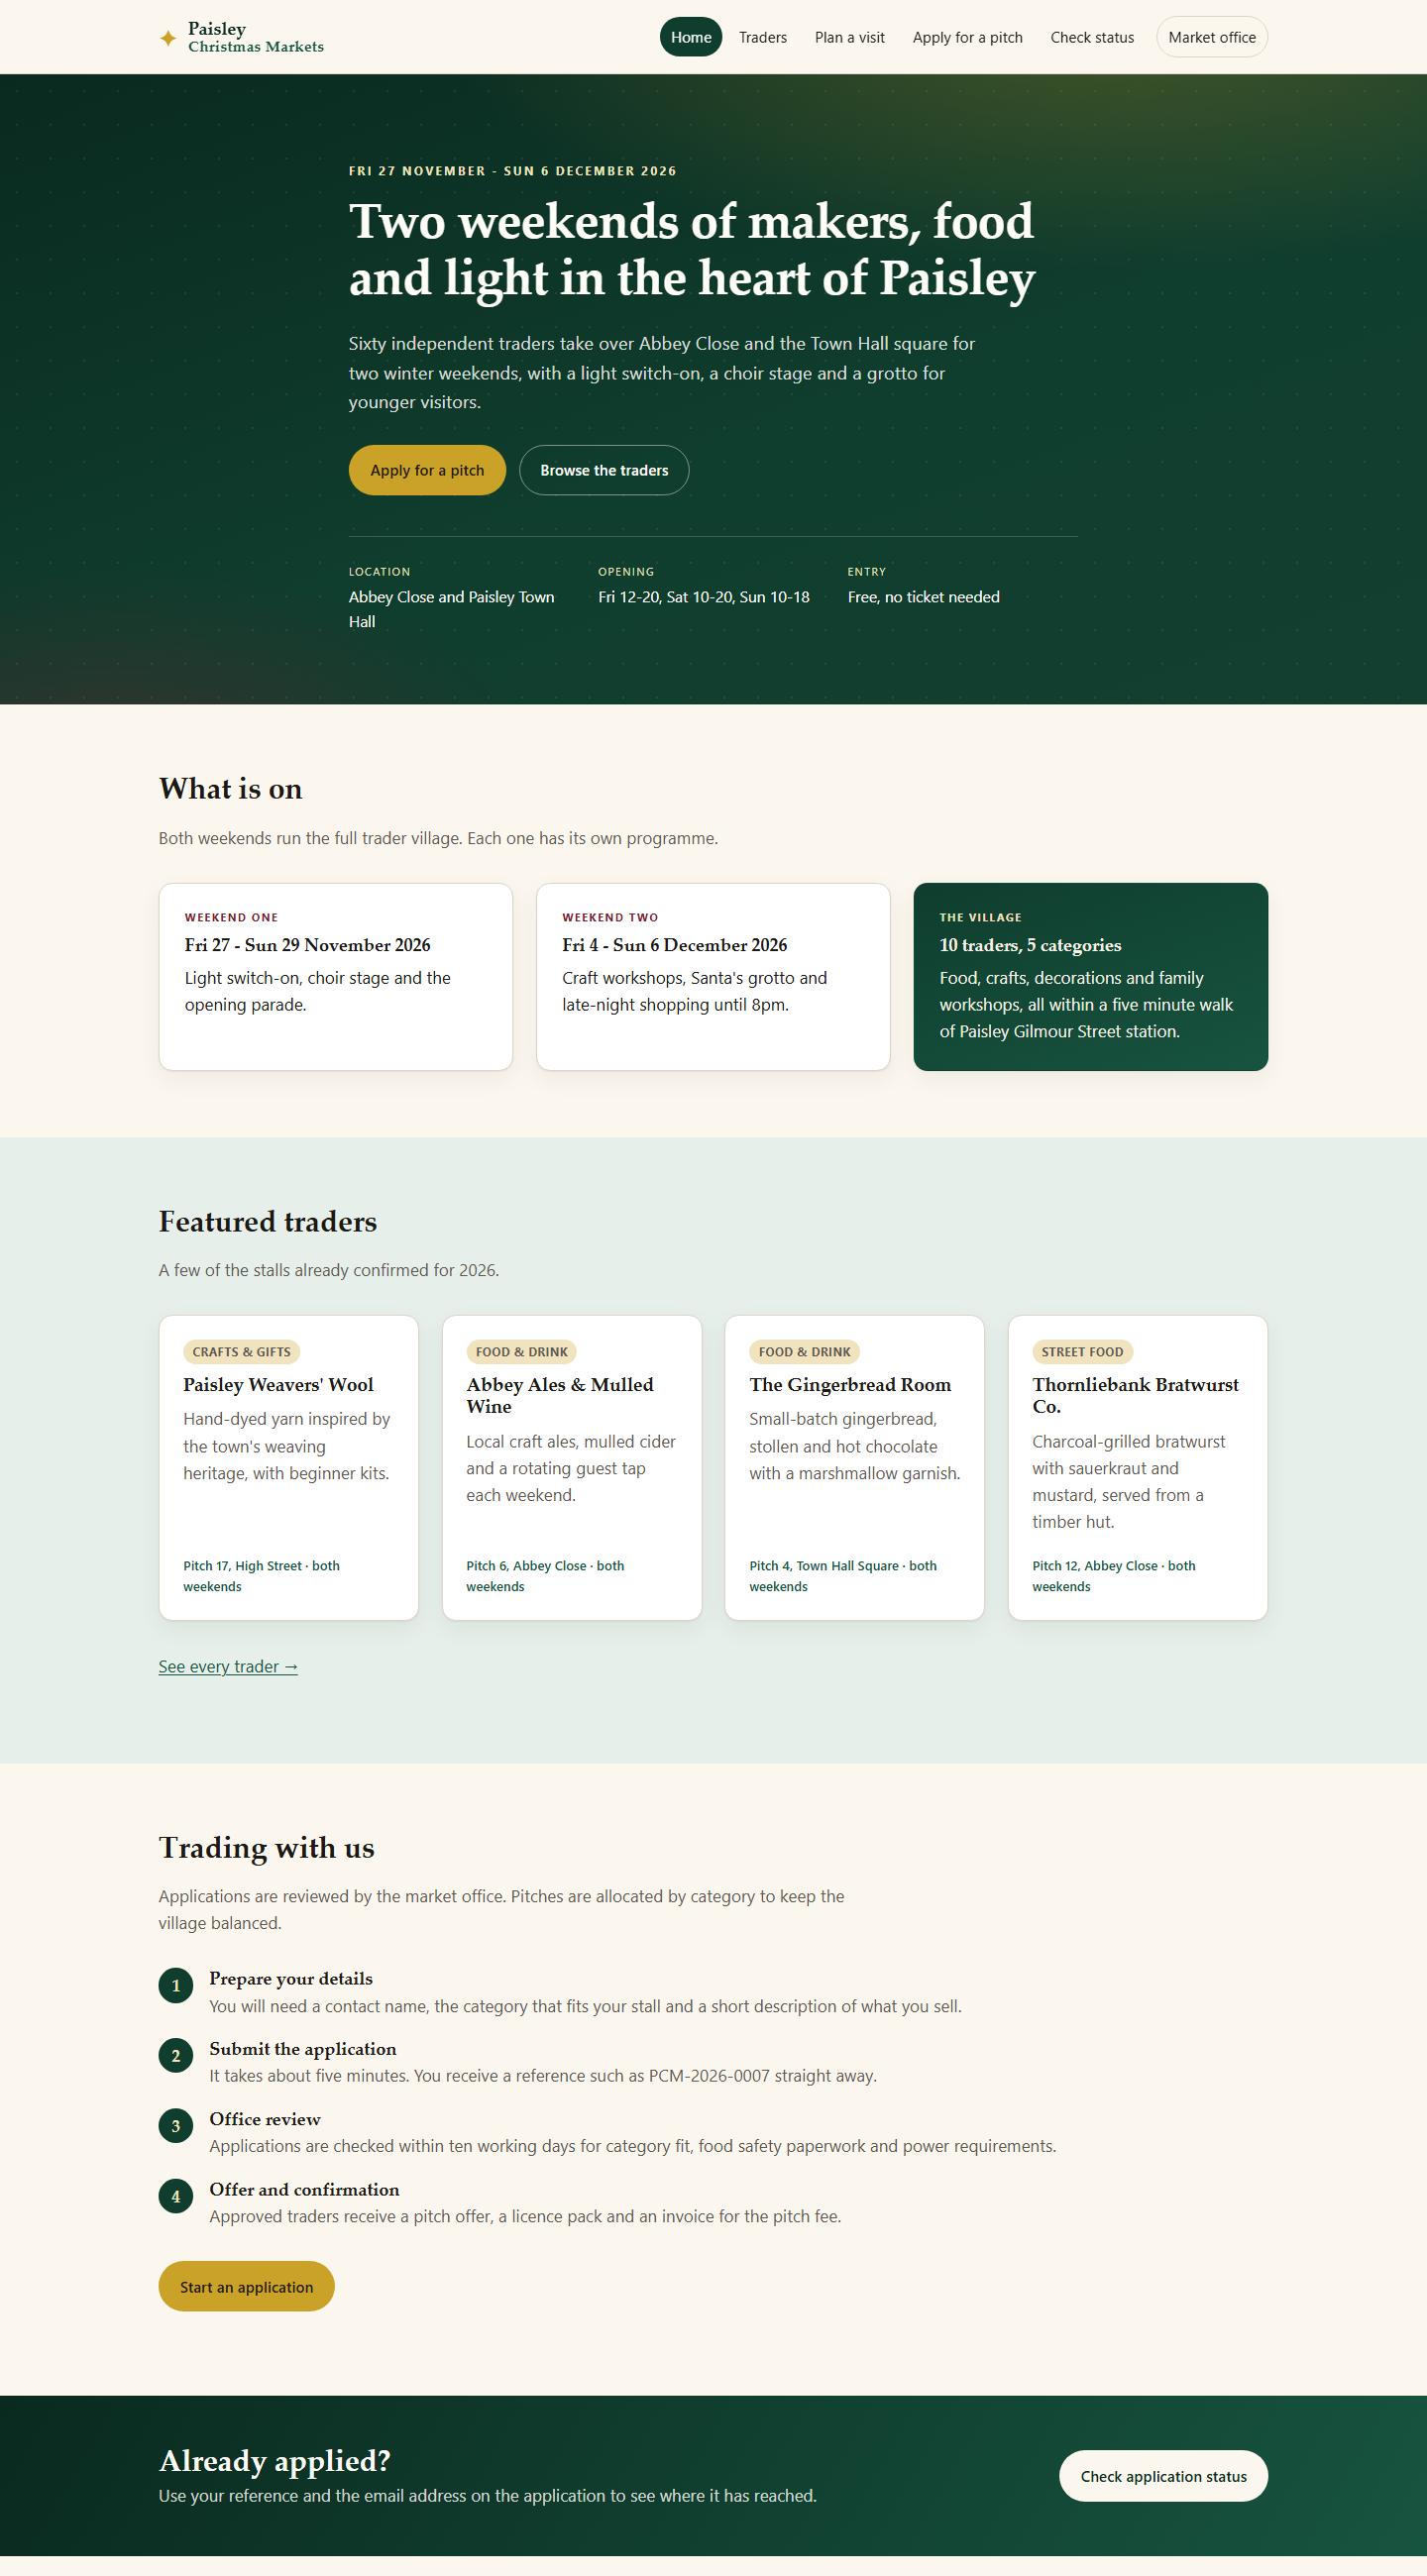 Paisley
Christmas Markets
Home
Traders
Plan a visit
Apply for a pitch
Check status
Market office
FRI 27 NOVEMBER - SUN 6 DECEMBER 2026
Two weekends of makers, food
and light in the heart of Paisley
Sixty independent traders take over Abbey Close and the Town Hall square for
two winter weekends, with a light switch-on, a choir stage and a grotto for
younger visitors.
Apply for a pitch
Browse the traders
LOCATION
Abbey Close and Paisley Town
Hall
OPENING
Fri 12-20, Sat 10-20, Sun 10-18
ENTRY
Free, no ticket needed
What is on
Both weekends run the full trader village. Each one has its own programme.
WEEKEND ONE
Fri 27 - Sun 29 November 2026
Light switch-on, choir stage and the
opening parade.
WEEKEND TWO
Fri 4 - Sun 6 December 2026
Craft workshops, Santa's grotto and
late-night shopping until 8pm.
THE VILLAGE
10 traders, 5 categories
Food, crafts, decorations and family
workshops, all within a five minute walk
of Paisley Gilmour Street station.
Featured traders
A few of the stalls already confirmed for 2026.
CRAFTS & GIFTS
Paisley Weavers' Wool
Hand-dyed yarn inspired by
the town's weaving
heritage, with beginner kits.
Pitch 17, High Street · both
weekends
FOOD & DRINK
Abbey Ales & Mulled
Wine
Local craft ales, mulled cider
and a rotating guest tap
each weekend.
Pitch 6, Abbey Close · both
weekends
FOOD & DRINK
The Gingerbread Room
Small-batch gingerbread,
stollen and hot chocolate
with a marshmallow garnish.
Pitch 4, Town Hall Square · both
weekends
STREET FOOD
Thornliebank Bratwurst
Co.
Charcoal-grilled bratwurst
with sauerkraut and
mustard, served from a
timber hut.
Pitch 12, Abbey Close · both
weekends
See every trader →
Trading with us
Applications are reviewed by the market office. Pitches are allocated by category to keep the
village balanced.
1
Prepare your details
You will need a contact name, the category that fits your stall and a short description of what you sell.
2
Submit the application
It takes about five minutes. You receive a reference such as PCM-2026-0007 straight away.
3
Office review
Applications are checked within ten working days for category fit, food safety paperwork and power requirements.
4
Offer and confirmation
Approved traders receive a pitch offer, a licence pack and an invoice for the pitch fee.
Start an application
Already applied?
Use your reference and the email address on the application to see where it has reached.
Check application status